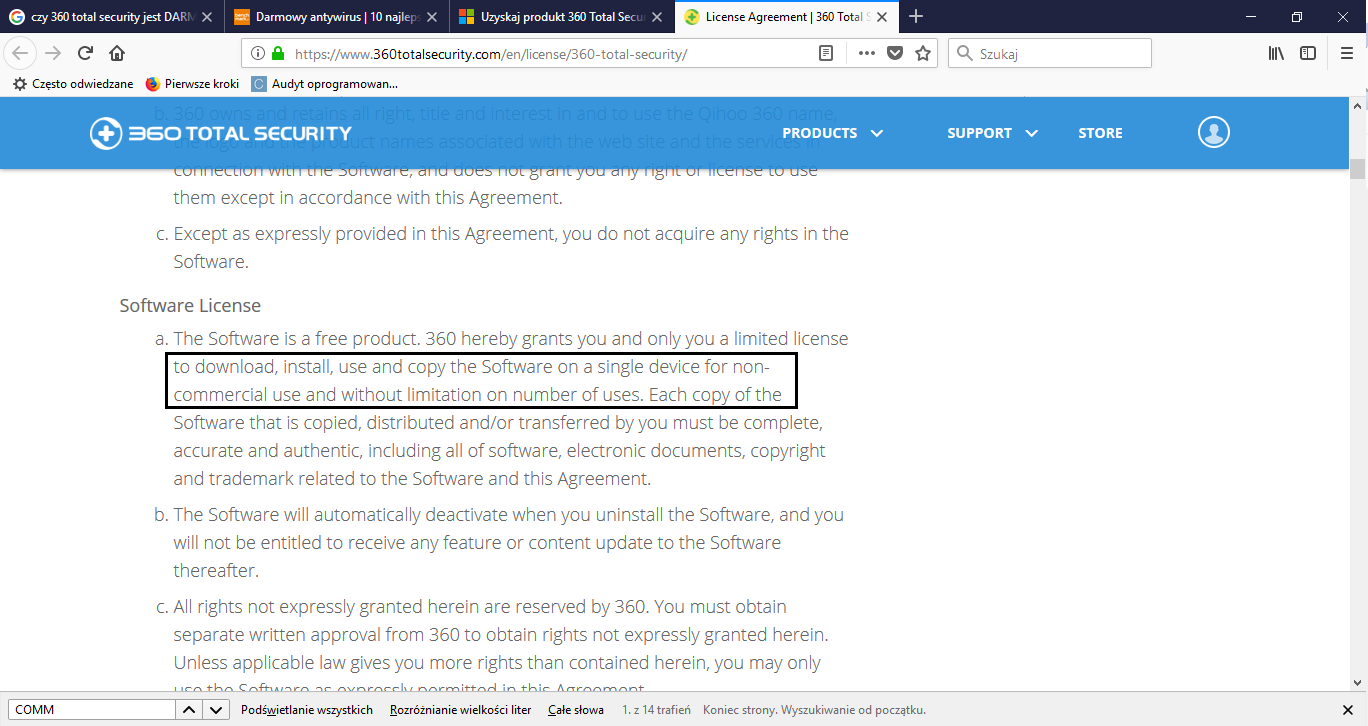 czy 360 total security jest DARM
Darmowy antywirus | 10 najleps
Uzyskaj produkt 360 Total Secu
License Agreement | 360 Total S
https://www.360totalsecurity.com/en/license/360-total-security/
Szukaj
Często odwiedzane
Pierwsze kroki
Audyt oprogramowan...
b. 360 owns and retains all right, title and interest in and to use the Qihoo 360 name,
360 TOTAL SECURITY
PRODUCTS
SUPPORT
STORE
the logo and the product names associated with the web site and the services in
connection with the Software, and does not grant you any right or license to use
them except in accordance with this Agreement.
c. Except as expressly provided in this Agreement, you do not acquire any rights in the
Software.
Software License
a. The Software is a free product. 360 hereby grants you and only you a limited license
to download, install, use and copy the Software on a single device for non-
commercial use and without limitation on number of uses. Each copy of the
Software that is copied, distributed and/or transferred by you must be complete,
accurate and authentic, including all of software, electronic documents, copyright
and trademark related to the Software and this Agreement.
b. The Software will automatically deactivate when you uninstall the Software, and you
will not be entitled to receive any feature or content update to the Software
thereafter.
c. All rights not expressly granted herein are reserved by 360. You must obtain
separate written approval from 360 to obtain rights not expressly granted herein.
Unless applicable law gives you more rights than contained herein, you may only
use the Software as expressly permitted in this Agreement.
COMM
Podświetlanie wszystkich
Rozróżnianie wielkości liter
Całe słowa
1. z 14 trafień
Koniec strony. Wyszukiwanie od początku.